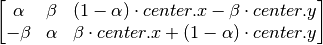 α β (1 − α) · center.x − β · center.y
−β α β · center.x + (1 − α) · center.y